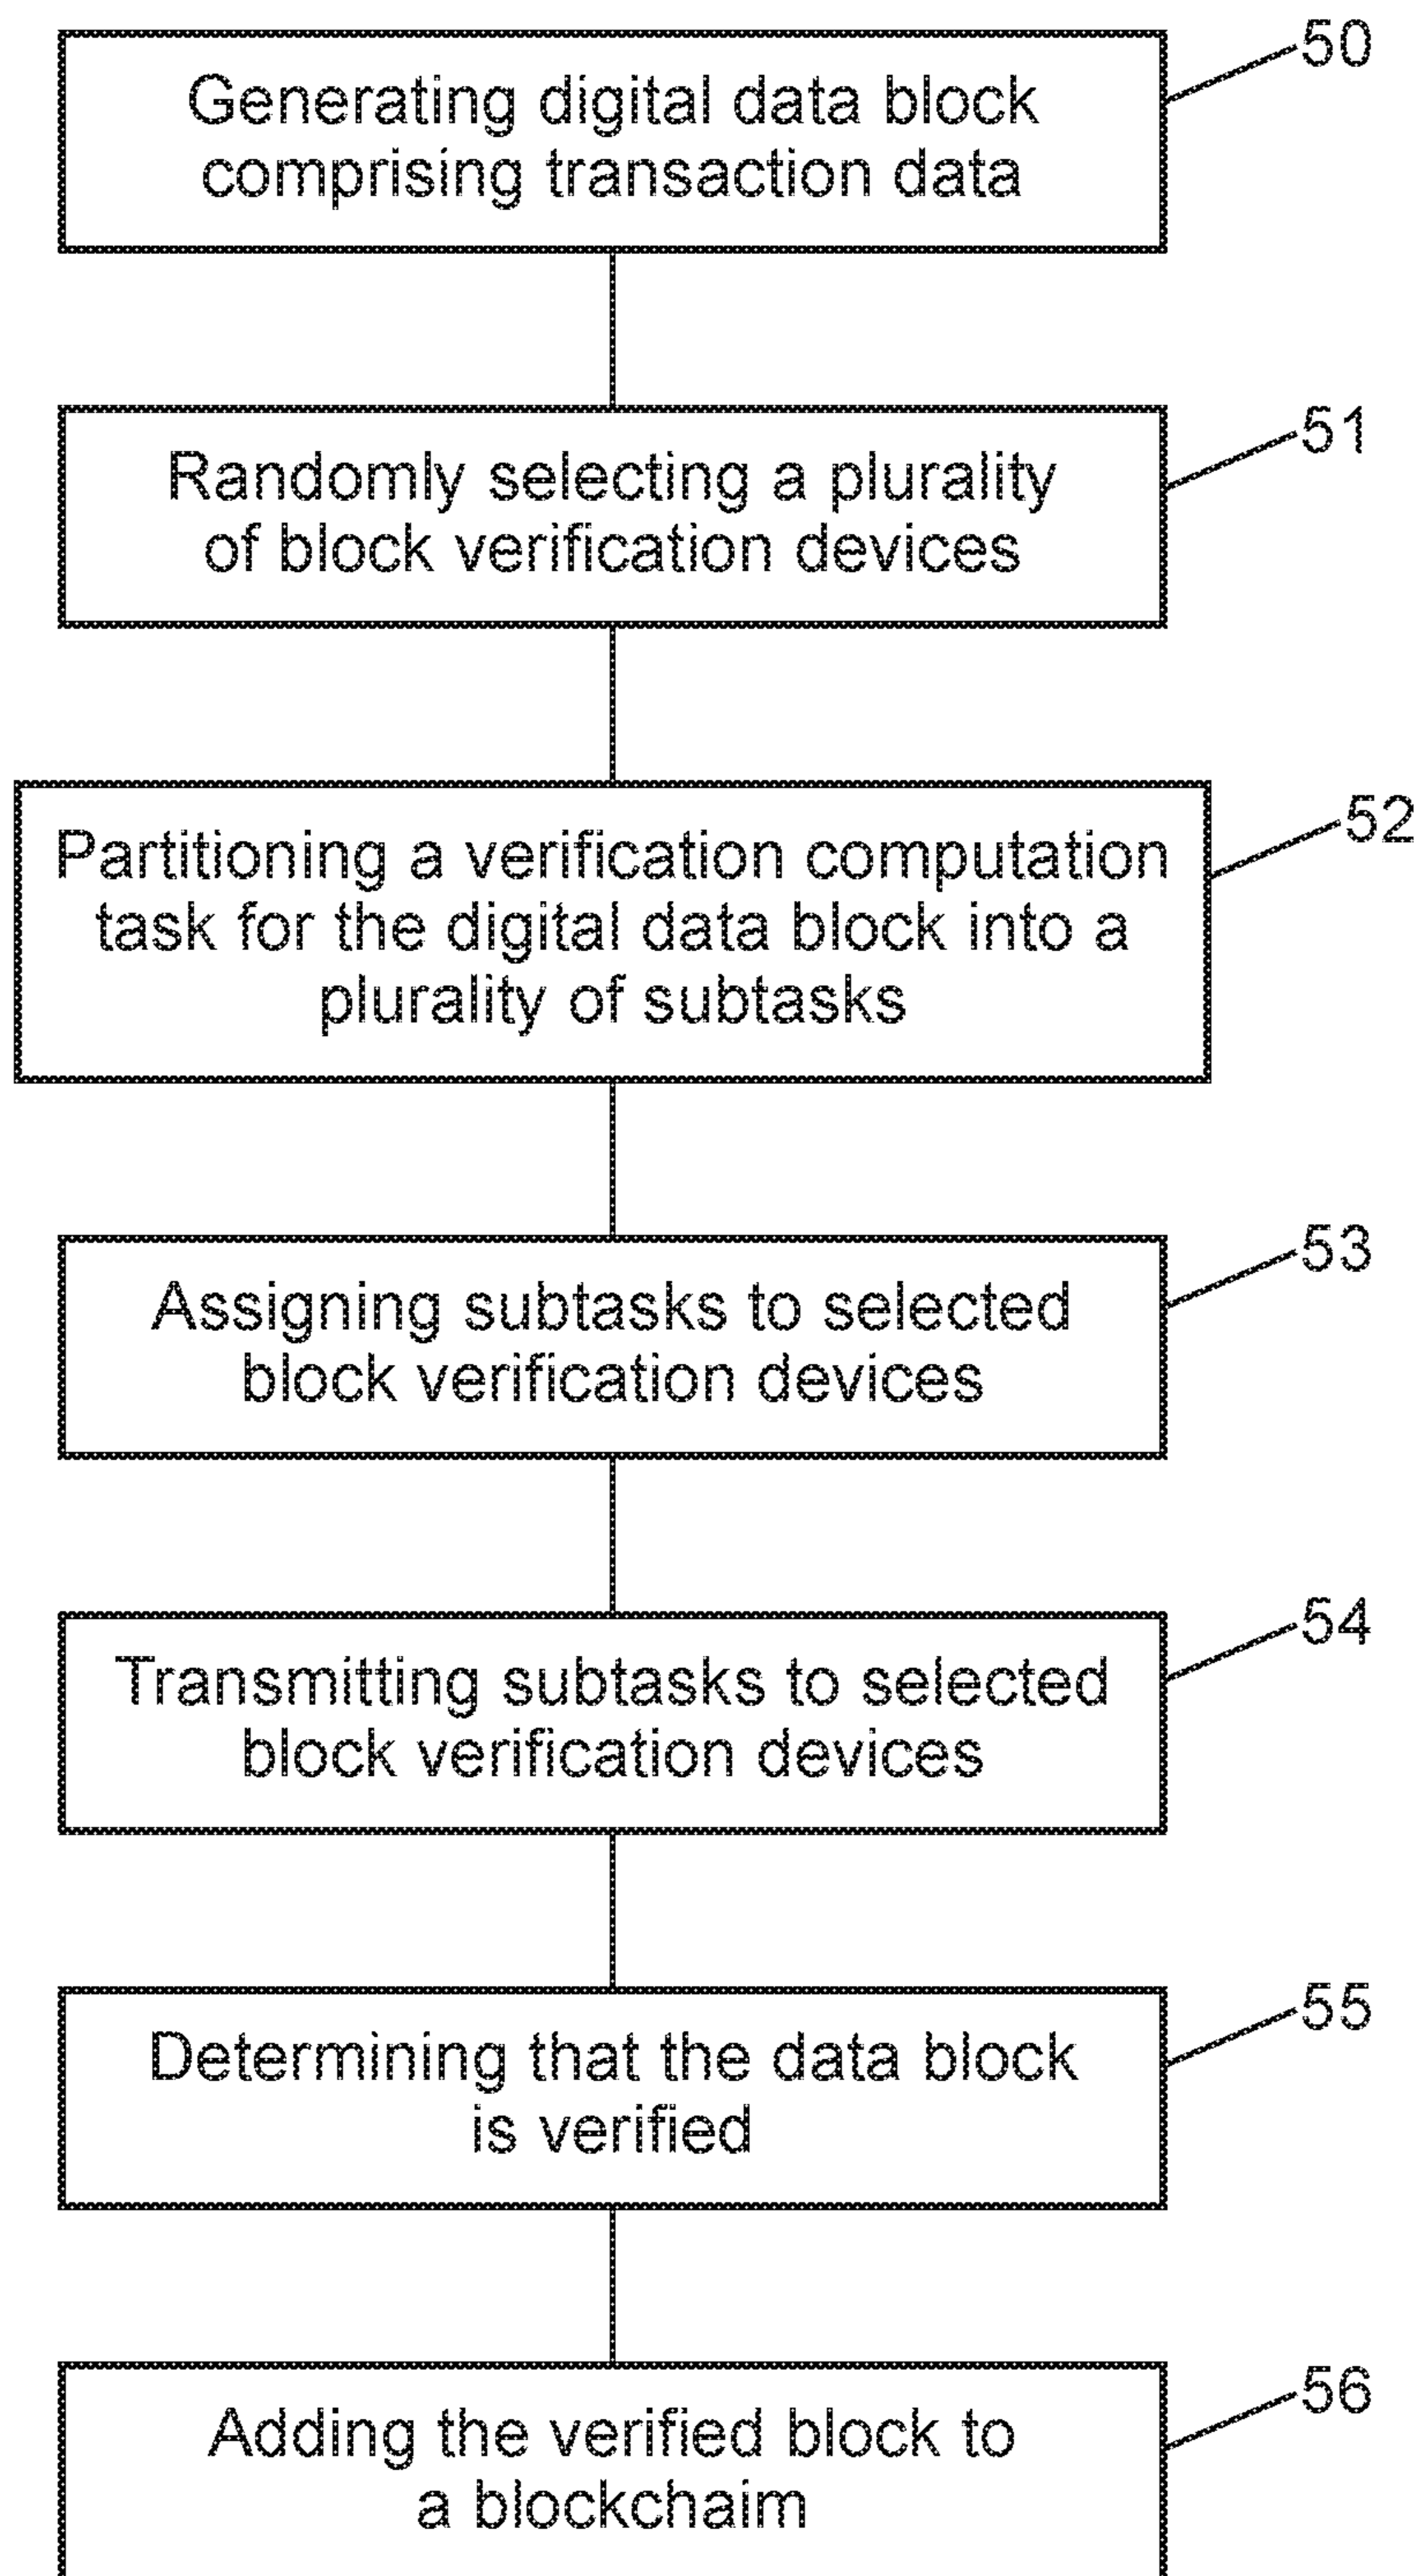 50
Generating digital data block
comprising transaction data
51
Randomly selecting a plurality
of block verification devices
52
Partitioning a verification computation
task for the digital data block into a
plurality of subtasks
53
Assigning subtasks to selected
block verification devices
54
Transmitting subtasks to selected
block verification devices
55
Determining that the data block
is verified
56
Adding the verified block to
a blockchaim